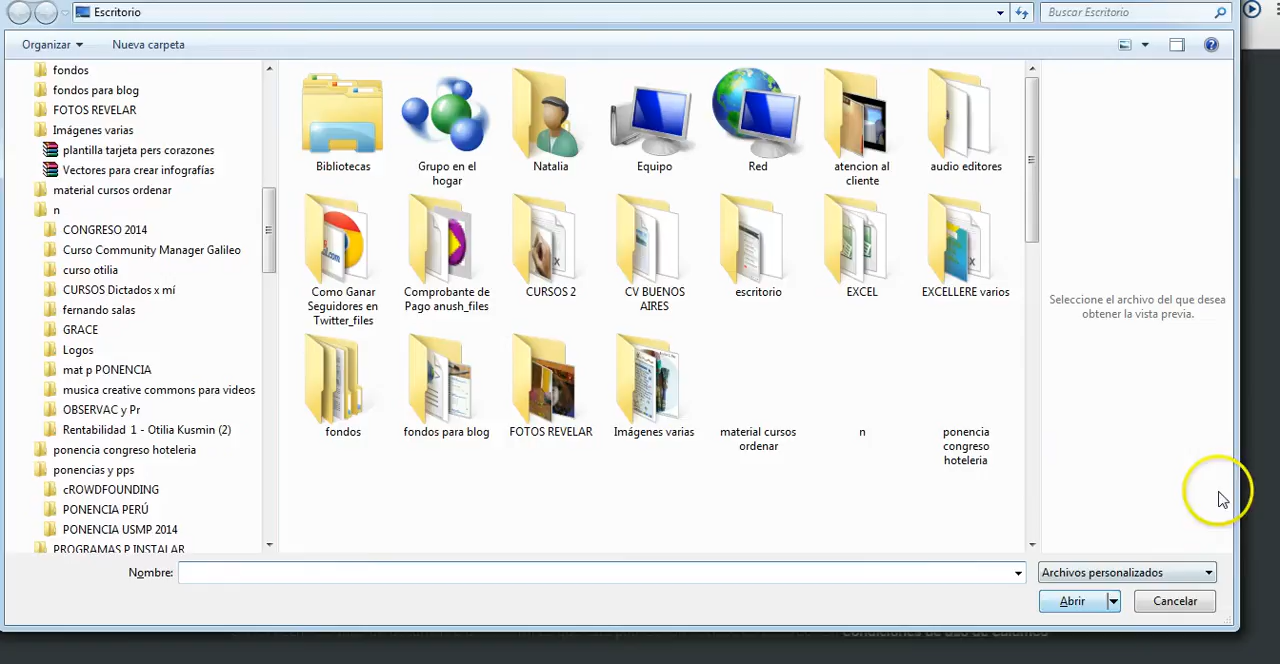 Escritorio
Buscar Escritorio
Organizar
Nueva carpeta
fondos
fondos para blog
FOTOS REVELAR
Imágenes varias
plantilla tarjeta pers corazones
Vectores para crear infografías
material cursos ordenar
n
CONGRESO 2014
Curso Community Manager Galileo
curso otilia
CURSOS Dictados x mí
fernando salas
GRACE
Logos
mat p PONENCIA
musica creative commons para videos
OBSERVAC y Pr
Rentabilidad 1 - Otilia Kusmin (2)
ponencia congreso hoteleria
ponencias y pps
cROWDFOUNDING
PONENCIA PERÚ
PONENCIA USMP 2014
PROGRAMAS P INSTALAR
Bibliotecas
Grupo en el
hogar
Natalia
Equipo
Red
atencion al
cliente
audio editores
Como Ganar
Seguidores en
Twitter_files
Comprobante de
Pago anush_files
CURSOS 2
CV BUENOS
AIRES
escritorio
EXCEL
EXCELLERE varios
fondos
fondos para blog
FOTOS REVELAR
Imágenes varias
material cursos
ordenar
n
ponencia
congreso
hoteleria
Seleccione el archivo del que desea
obtener la vista previa.
Nombre:
Archivos personalizados
Abrir
Cancelar